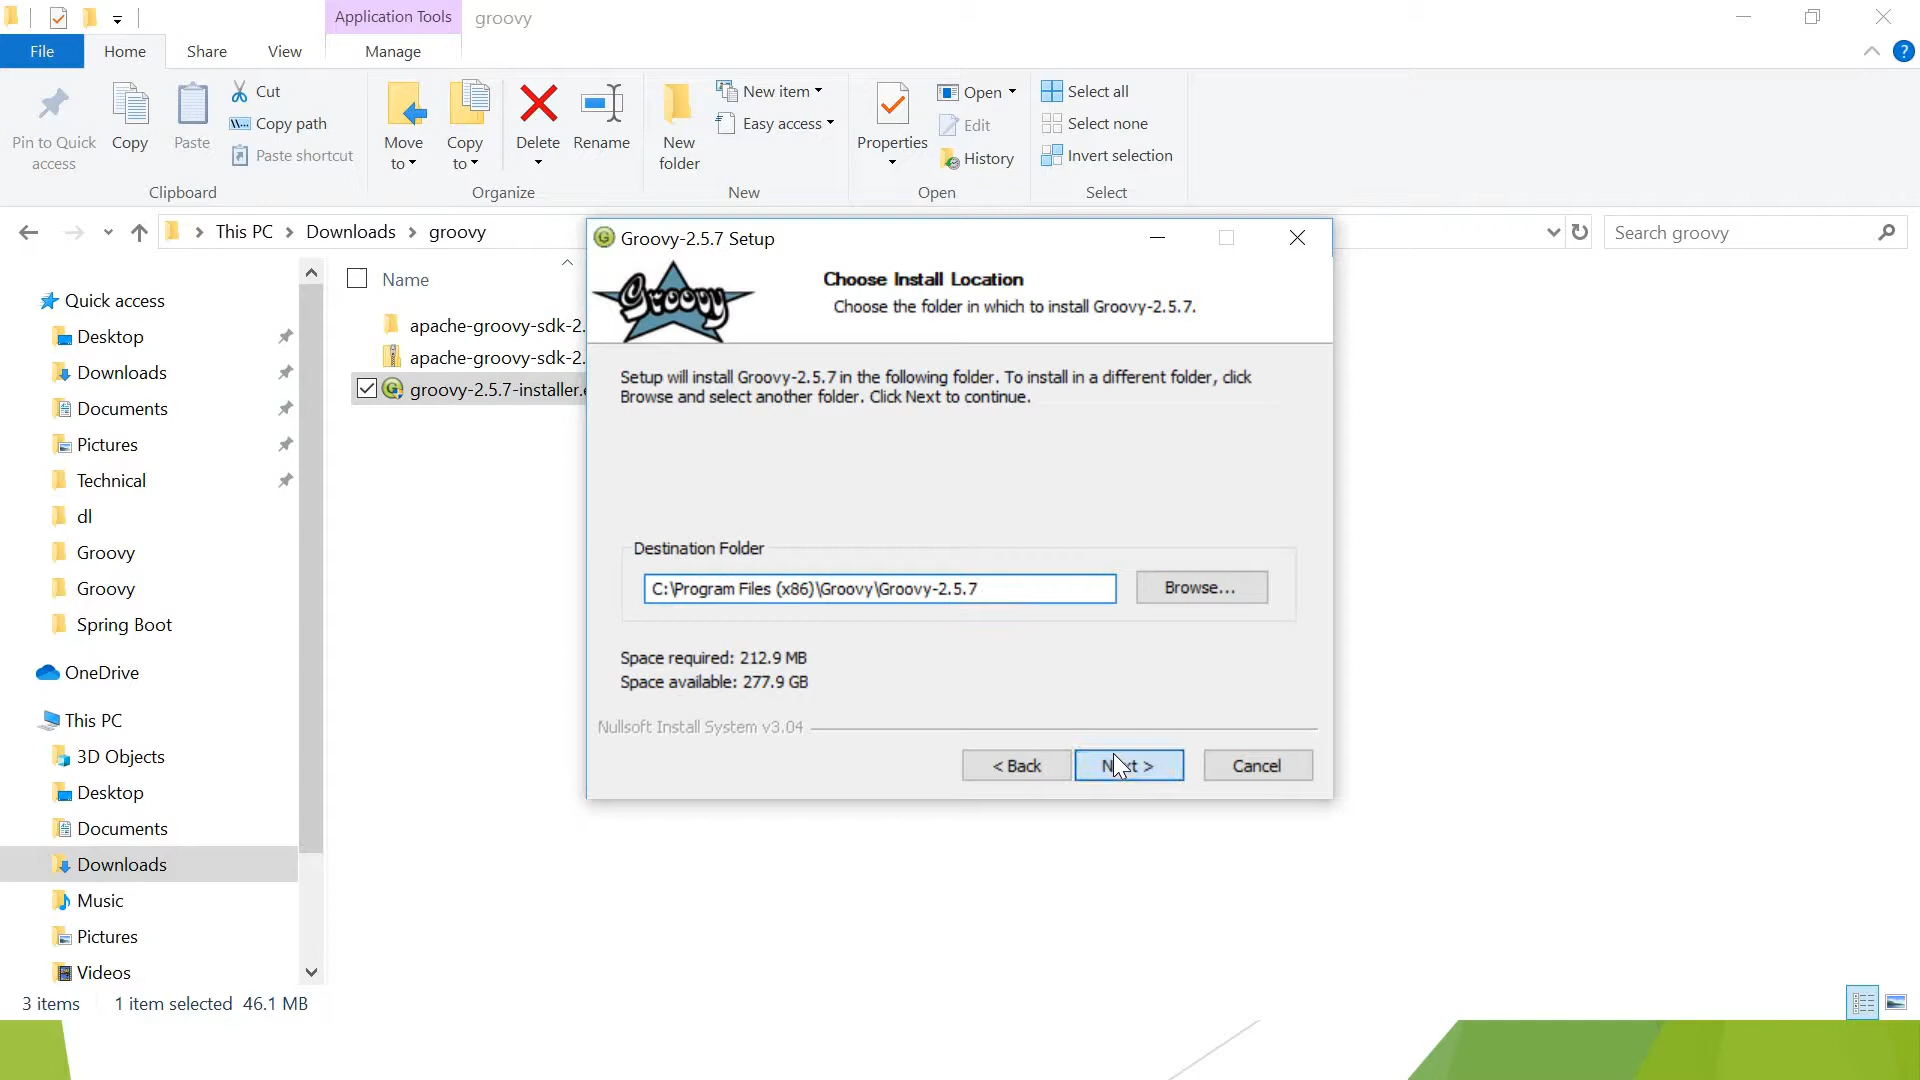 Application Tools
groovy
File
Home
Share
View
Manage
Pin to Quick
access
Copy
Paste
Cut
Copy path
Paste shortcut
Clipboard
Move
to
Copy
to
Delete
Rename
Organize
New
folder
New item
Easy access
New
Properties
Open
Edit
History
Open
Select all
Select none
Invert selection
Select
This PC > Downloads > groovy
Search groovy
Quick access
Desktop
Downloads
Documents
Pictures
Technical
dl
Groovy
Groovy
Spring Boot
OneDrive
This PC
3D Objects
Desktop
Documents
Downloads
Music
Pictures
Videos
Name
apache-groovy-sdk-2.
apache-groovy-sdk-2.
groovy-2.5.7-installer.e
Groovy-2.5.7 Setup
Groovy
Choose Install Location
Choose the folder in which to install Groovy-2.5.7.
Setup will install Groovy-2.5.7 in the following folder. To install in a different folder, click
Browse and select another folder. Click Next to continue.
Destination Folder
C:\Program Files (x86)\Groovy\Groovy-2.5.7
Browse...
Space required: 212.9 MB
Space available: 277.9 GB
Nullsoft Install System v3.04
< Back
Next >
Cancel
3 items
1 item selected 46.1 MB